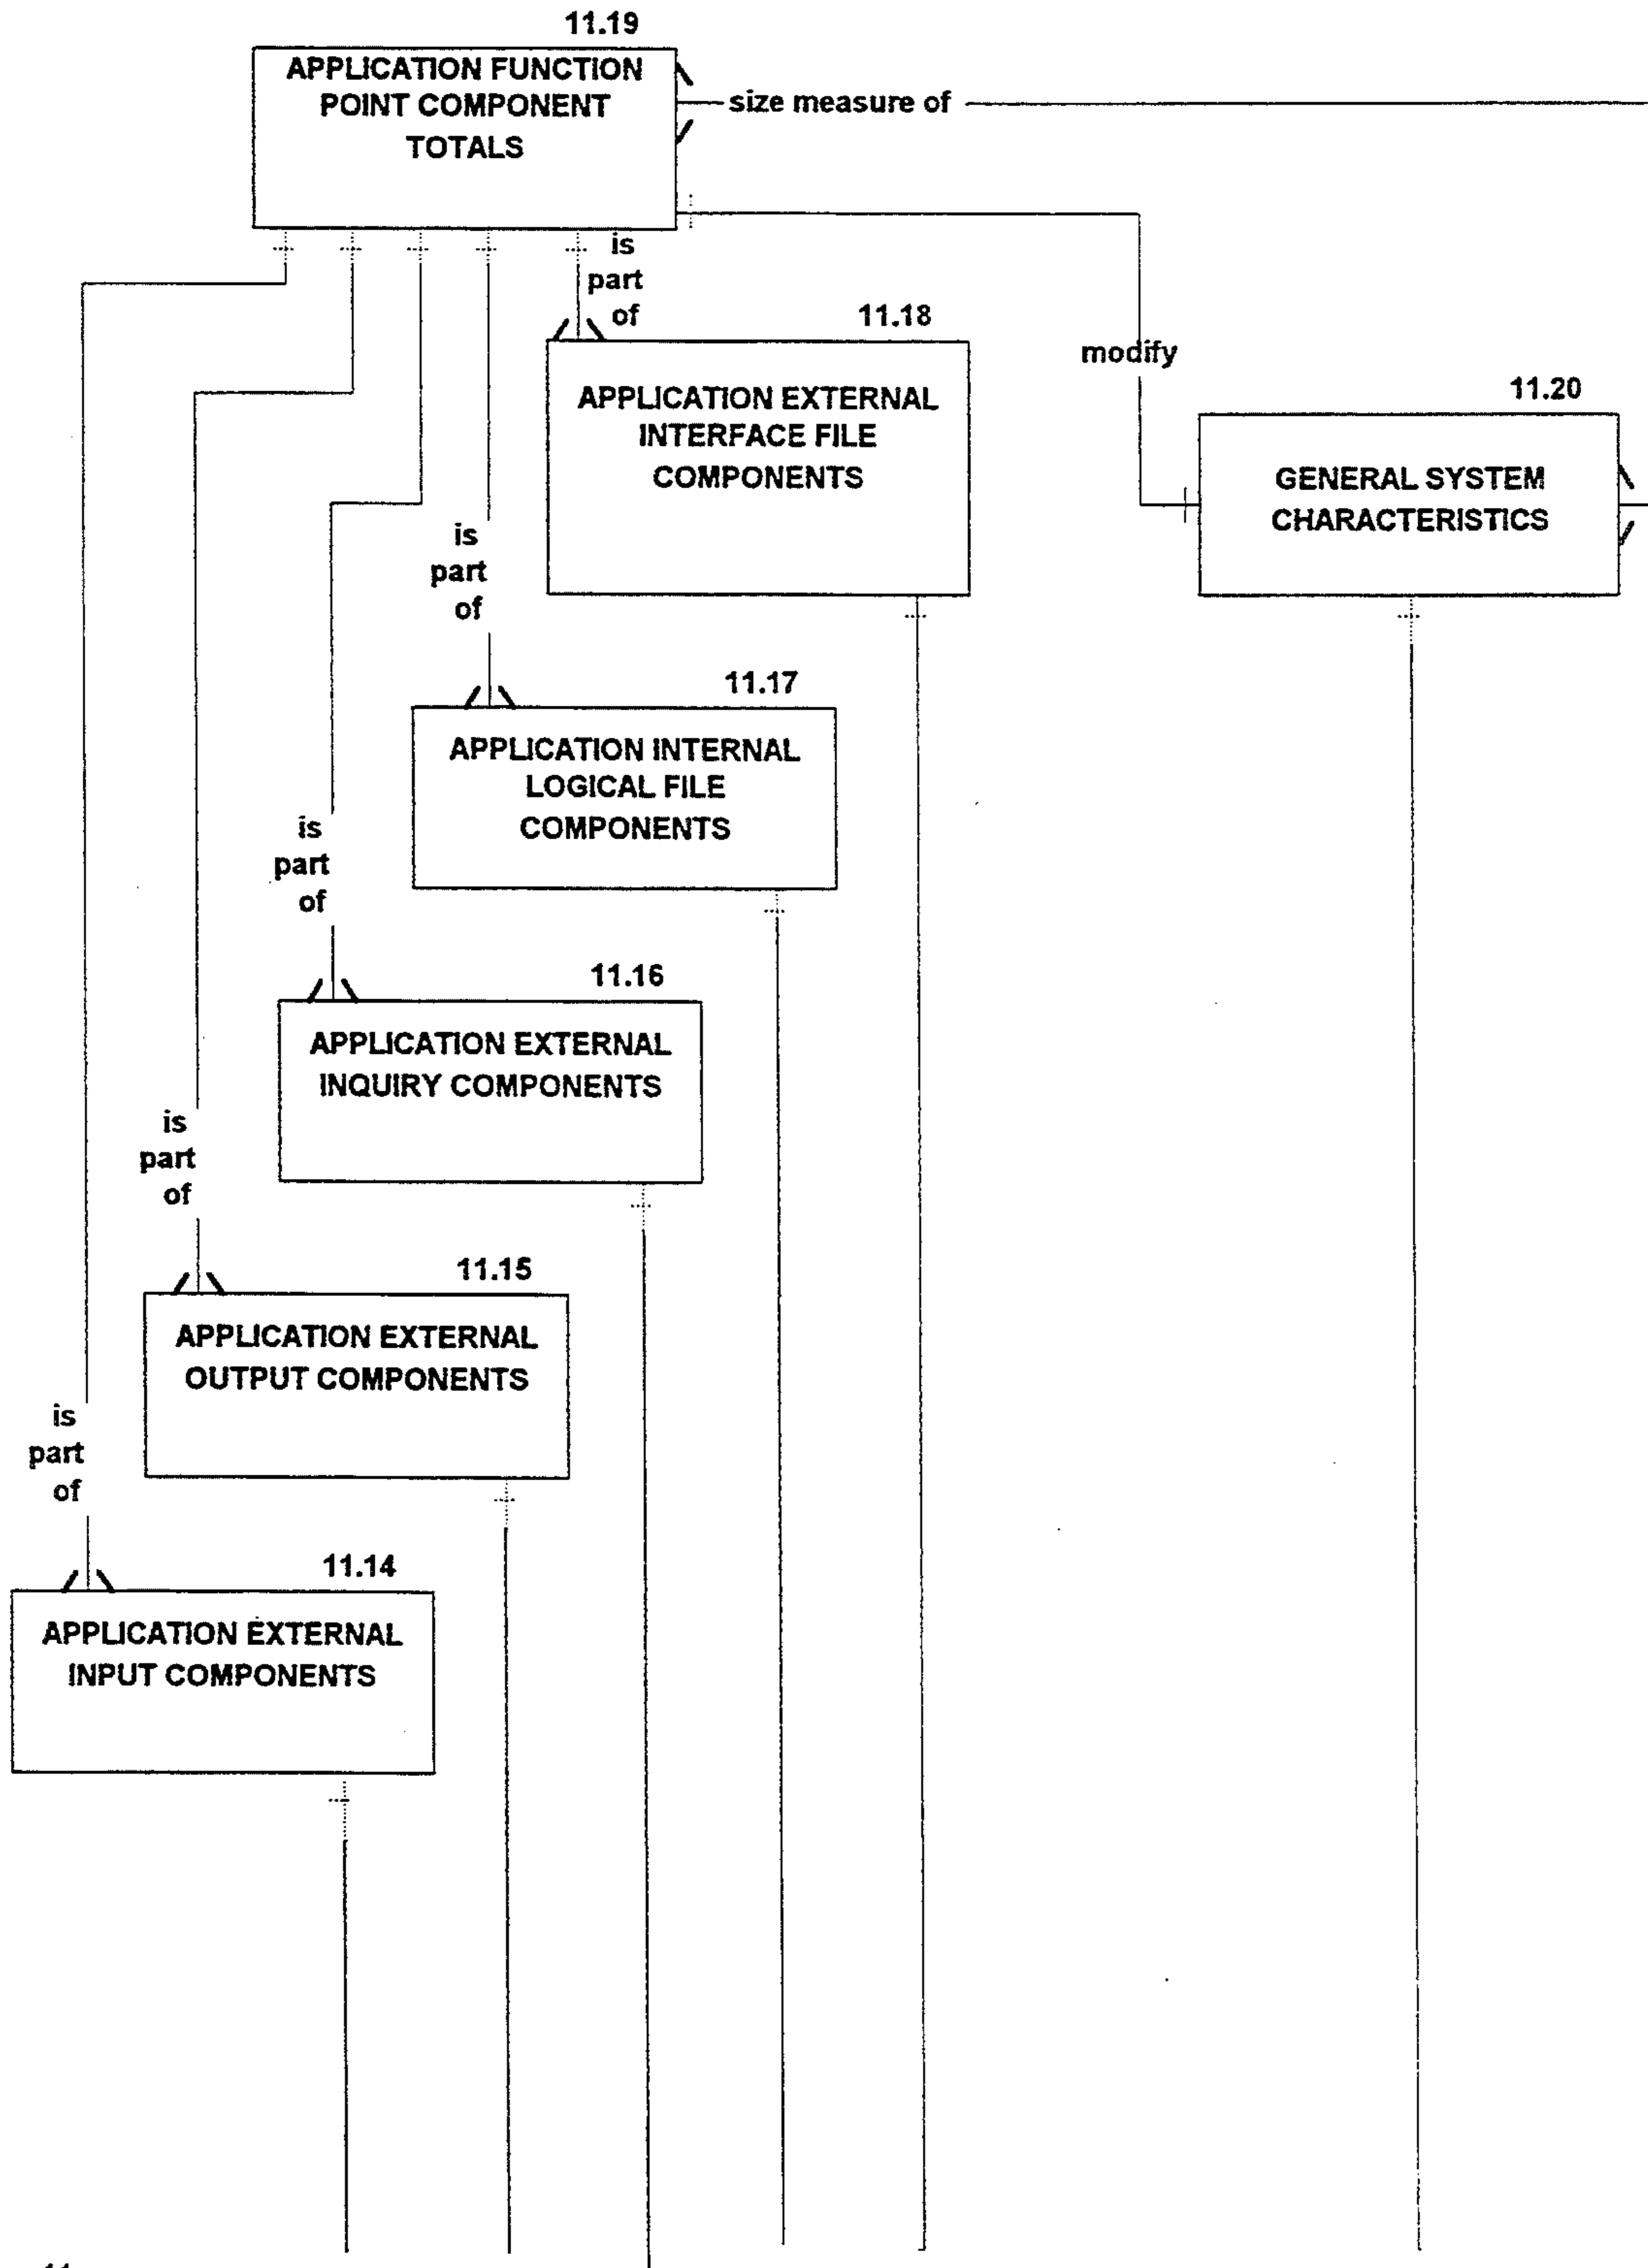 11.19
APPLICATION FUNCTION
POINT COMPONENT
TOTALS
size measure of
is
part
of
11.18
APPLICATION EXTERNAL
INTERFACE FILE
COMPONENTS
modify
11.20
GENERAL SYSTEM
CHARACTERISTICS
is
part
of
11.17
APPLICATION INTERNAL
LOGICAL FILE
COMPONENTS
is
part
of
11.16
APPLICATION EXTERNAL
INQUIRY COMPONENTS
is
part
of
11.15
APPLICATION EXTERNAL
OUTPUT COMPONENTS
is
part
of
11.14
APPLICATION EXTERNAL
INPUT COMPONENTS